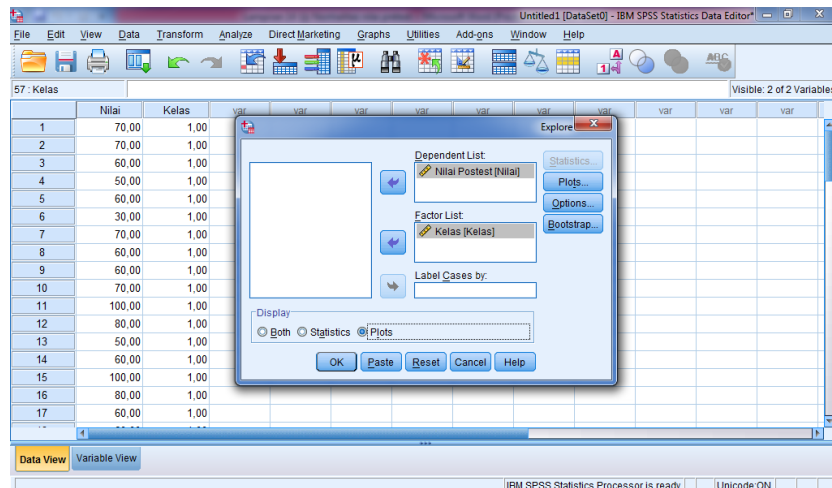 Untitled1 [DataSet0] - IBM SPSS Statistics Data Editor*
File Edit View Data Transform Analyze Direct Marketing Graphs Utilities Add-ons Window Help
57 : Kelas
Visible: 2 of 2 Variables
Nilai Kelas var var var var var var var var var
1 70,00 1,00
2 70,00 1,00
3 60,00 1,00
4 50,00 1,00
5 60,00 1,00
6 30,00 1,00
7 70,00 1,00
8 60,00 1,00
9 60,00 1,00
10 70,00 1,00
11 100,00 1,00
12 80,00 1,00
13 50,00 1,00
14 60,00 1,00
15 100,00 1,00
16 80,00 1,00
17 60,00 1,00
Explore
Dependent List:
Nilai Postest [Nilai]
Factor List:
Kelas [Kelas]
Label Cases by:
Statistics...
Plots...
Options...
Bootstrap...
Display
Both Statistics Plots
OK Paste Reset Cancel Help
Data View Variable View
IBM SPSS Statistics Processor is ready Unicode:ON